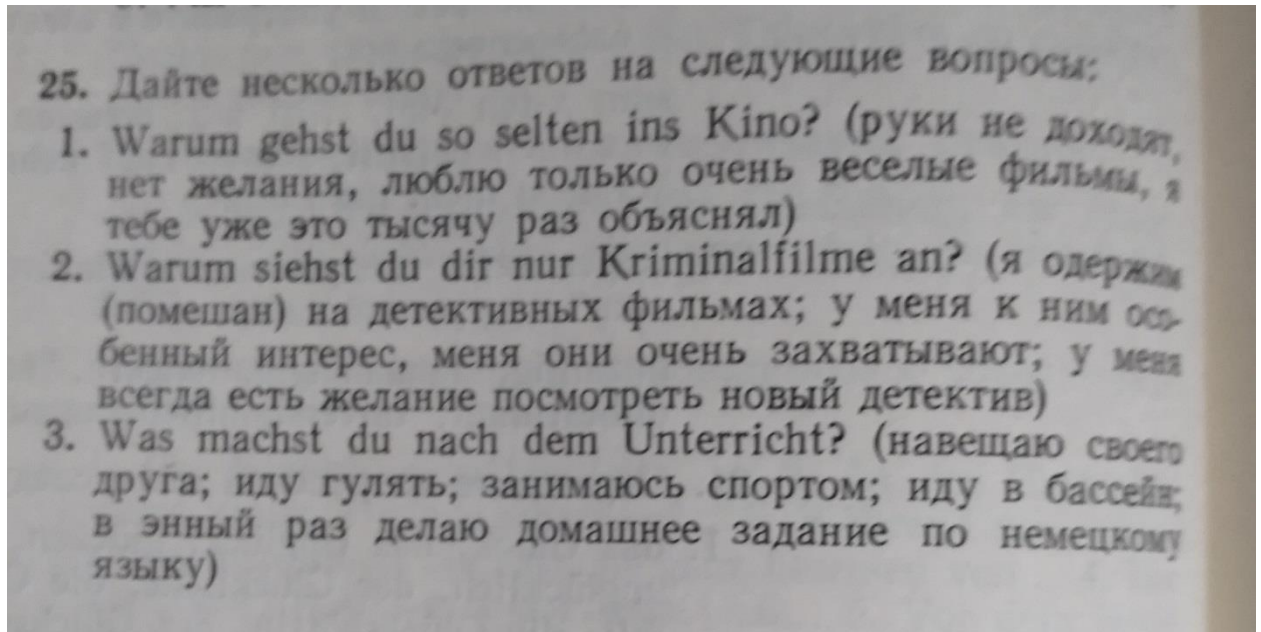 25. Дайте несколько ответов на следующие вопросы:
1. Warum gehst du so selten ins Kino? (руки не доходят,
нет желания, люблю только очень веселые фильмы, я
тебе уже это тысячу раз объяснял)
2. Warum siehst du dir nur Kriminalfilme an? (я одержим
(помешан) на детективных фильмах; у меня к ним осо-
бенный интерес, меня они очень захватывают; у меня
всегда есть желание посмотреть новый детектив)
3. Was machst du nach dem Unterricht? (навещаю своего
друга; иду гулять; занимаюсь спортом; иду в бассейн;
в энный раз делаю домашнее задание по немецкому
языку)